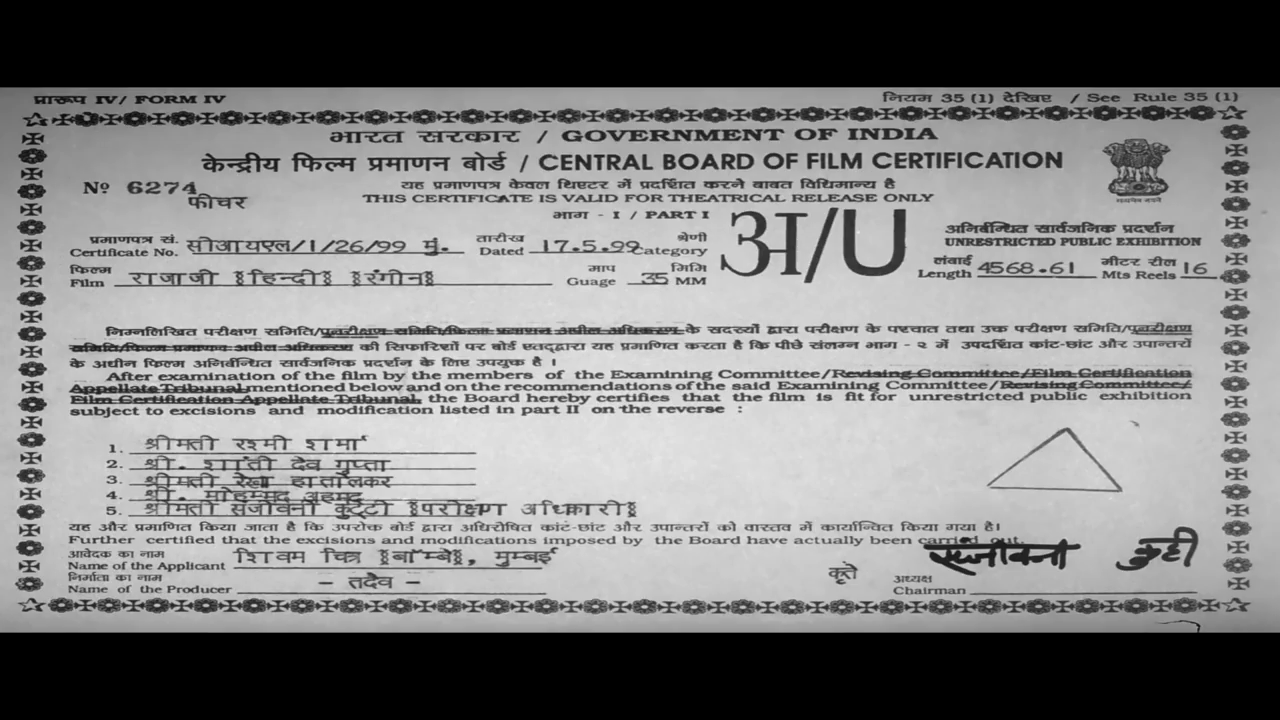 प्रारूप IV/ FORM IV
नियम 35 (1) देखिए / See Rule 35 (1)
भारत सरकार / GOVERNMENT OF INDIA
केन्द्रीय फिल्म प्रमाणन बोर्ड / CENTRAL BOARD OF FILM CERTIFICATION
Nº 6274
यह प्रमाणपत्र केवल थिएटर में प्रदर्शित करने बाबत विधिमान्य है
फीचर
THIS CERTIFICATE IS VALID FOR THEATRICAL RELEASE ONLY
भाग - I / PART I
अ/U
अनिर्बन्धित सार्वजनिक प्रदर्शन
UNRESTRICTED PUBLIC EXHIBITION
प्रमाणपत्र सं. तारीख श्रेणी
Certificate No. सीआयएल/1/26/99 मुं. Dated 17.5.99 Category
लंबाई मीटर रील
Length 4568.61 Mts Reels 16
फिल्म माप मिमि
Film राजाजी हिन्दी रंगीन Guage 35 MM
निम्नलिखित परीक्षण समिति/पुनरीक्षण समिति/फिल्म प्रमाणन अपील अधिकरण के सदस्यों द्वारा परीक्षण के पश्चात तथा उक्त परीक्षण समिति/पुनरीक्षण
समिति/फिल्म प्रमाणन अपील अधिकरण की सिफारिशों पर बोर्ड एतद्द्वारा यह प्रमाणित करता है कि पीछे संलग्न भाग - २ में उपदर्शित कांट-छांट और उपान्तरों
के अधीन फिल्म अनिर्बन्धित सार्वजनिक प्रदर्शन के लिए उपयुक्त है ।
After examination of the film by the members of the Examining Committee/Revising Committee/Film Certification
Appellate Tribunal mentioned below and on the recommendations of the said Examining Committee/Revising Committee/
Film Certification Appellate Tribunal, the Board hereby certifies that the film is fit for unrestricted public exhibition
subject to excisions and modification listed in part II on the reverse :
1. श्रीमती रश्मी शर्मा
2. श्री. शांती देव गुप्ता
3. श्रीमती रेखा हातालकर
4. श्री. मोहम्मद अहमद
5. श्रीमती संजीवनी कुट्टी परीक्षण अधिकारी
यह और प्रमाणित किया जाता है कि उपरोक्त बोर्ड द्वारा अधिरोपित कांट-छांट और उपान्तरों को वास्तव में कार्यान्वित किया गया है।
Further certified that the excisions and modifications imposed by the Board have actually been carried out.
आवेदक का नाम
Name of the Applicant शिवम चित्र बाॅम्बे, मुम्बई
संजीवनी कुट्टी
निर्माता का नाम
Name of the Producer - तदैव -
कृते
अध्यक्ष
Chairman